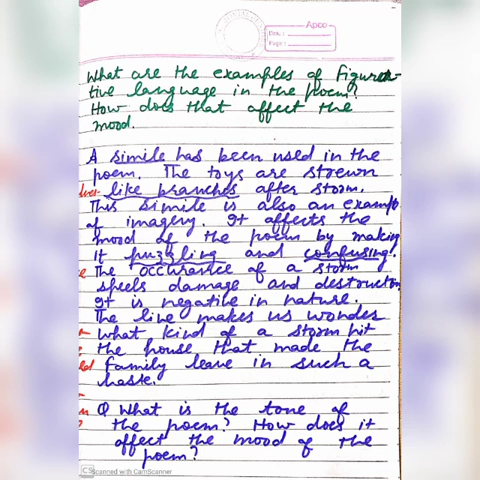 Apco
Date:
Page:
What are the examples of Figura-
tive language in the poem?
How does that affect the
mood.
A simile has been used in the
poem. The toys are strewn
like branches after storm.
This simile is also an example
of imagery. It affects the
mood of the poem by making
it puzzling and confusing.
The occurance of a storm
spells damage and destruction
It is negative in nature.
The line makes us wonder
what kind of a storm hit
the house that made the
family leave in such a
haste.
Q What is the tone of
the poem? How does it
affect the mood of the
poem?
CS Scanned with CamScanner